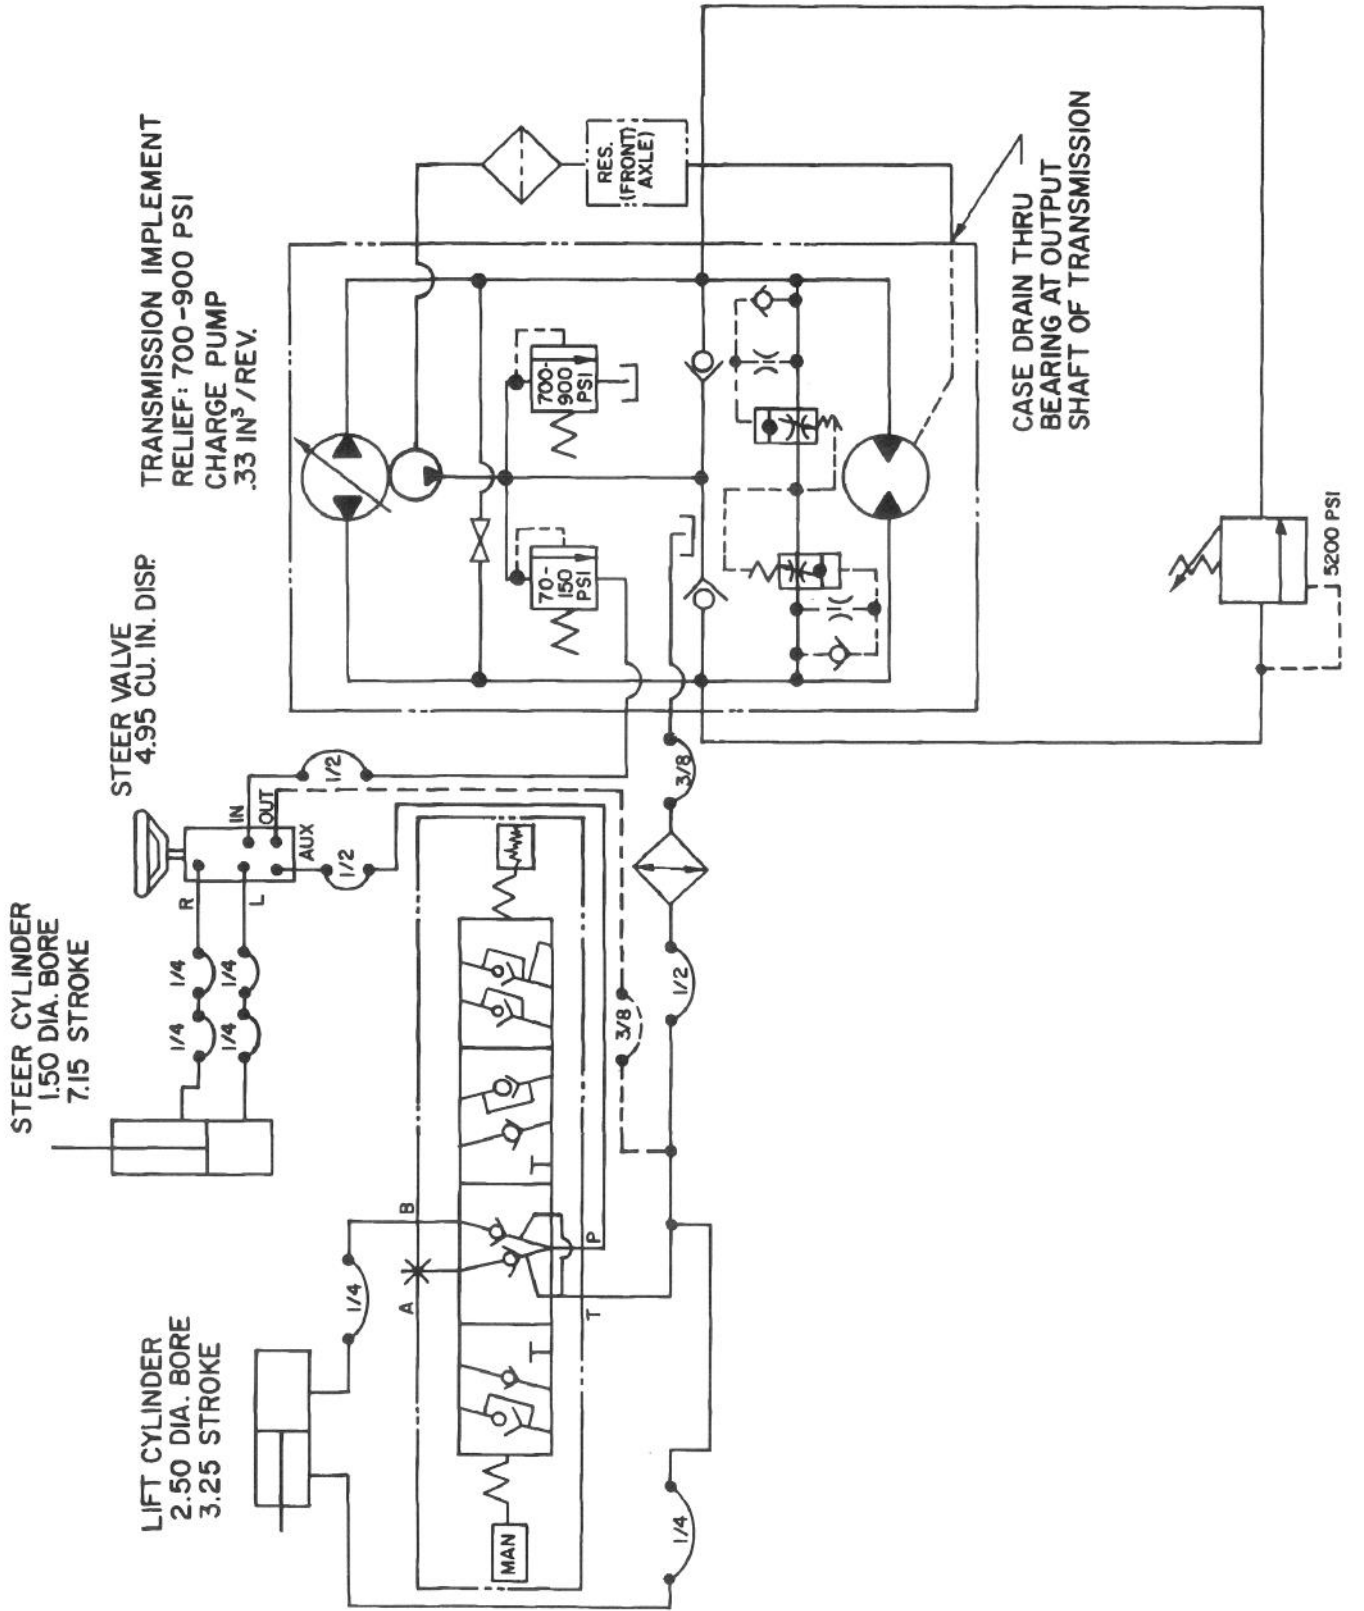 STEER CYLINDER
1.50 DIA. BORE
7.15 STROKE
STEER VALVE
4.95 CU. IN. DISP.
TRANSMISSION IMPLEMENT
RELIEF: 700-900 PSI
CHARGE PUMP
.33 IN³/REV.
LIFT CYLINDER
2.50 DIA. BORE
3.25 STROKE
R
L
IN
OUT
AUX
1/4
1/4
1/4
1/4
1/2
1/2
1/4
A
B
T
P
T
T
MAN
3/8
1/2
3/8
1/4
70-
150
PSI
700-
900
PSI
RES.
(FRONT)
AXLE)
CASE DRAIN THRU
BEARING AT OUTPUT
SHAFT OF TRANSMISSION
5200 PSI